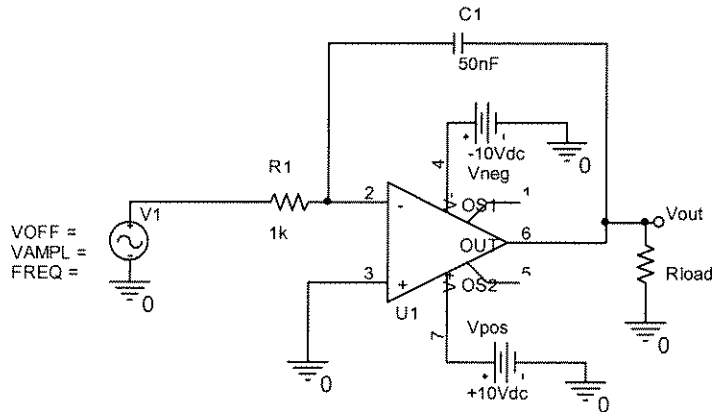 C1
50nF
0
4
+ -
-10Vdc
Vneg
R1
1k
2
-
V-
OS1
1
Vout
OUT
6
V1
+
-
VOFF =
VAMPL =
FREQ =
0
3
+
V+
OS2
5
U1
Rload
0
7
Vpos
0
+ -
+10Vdc
0